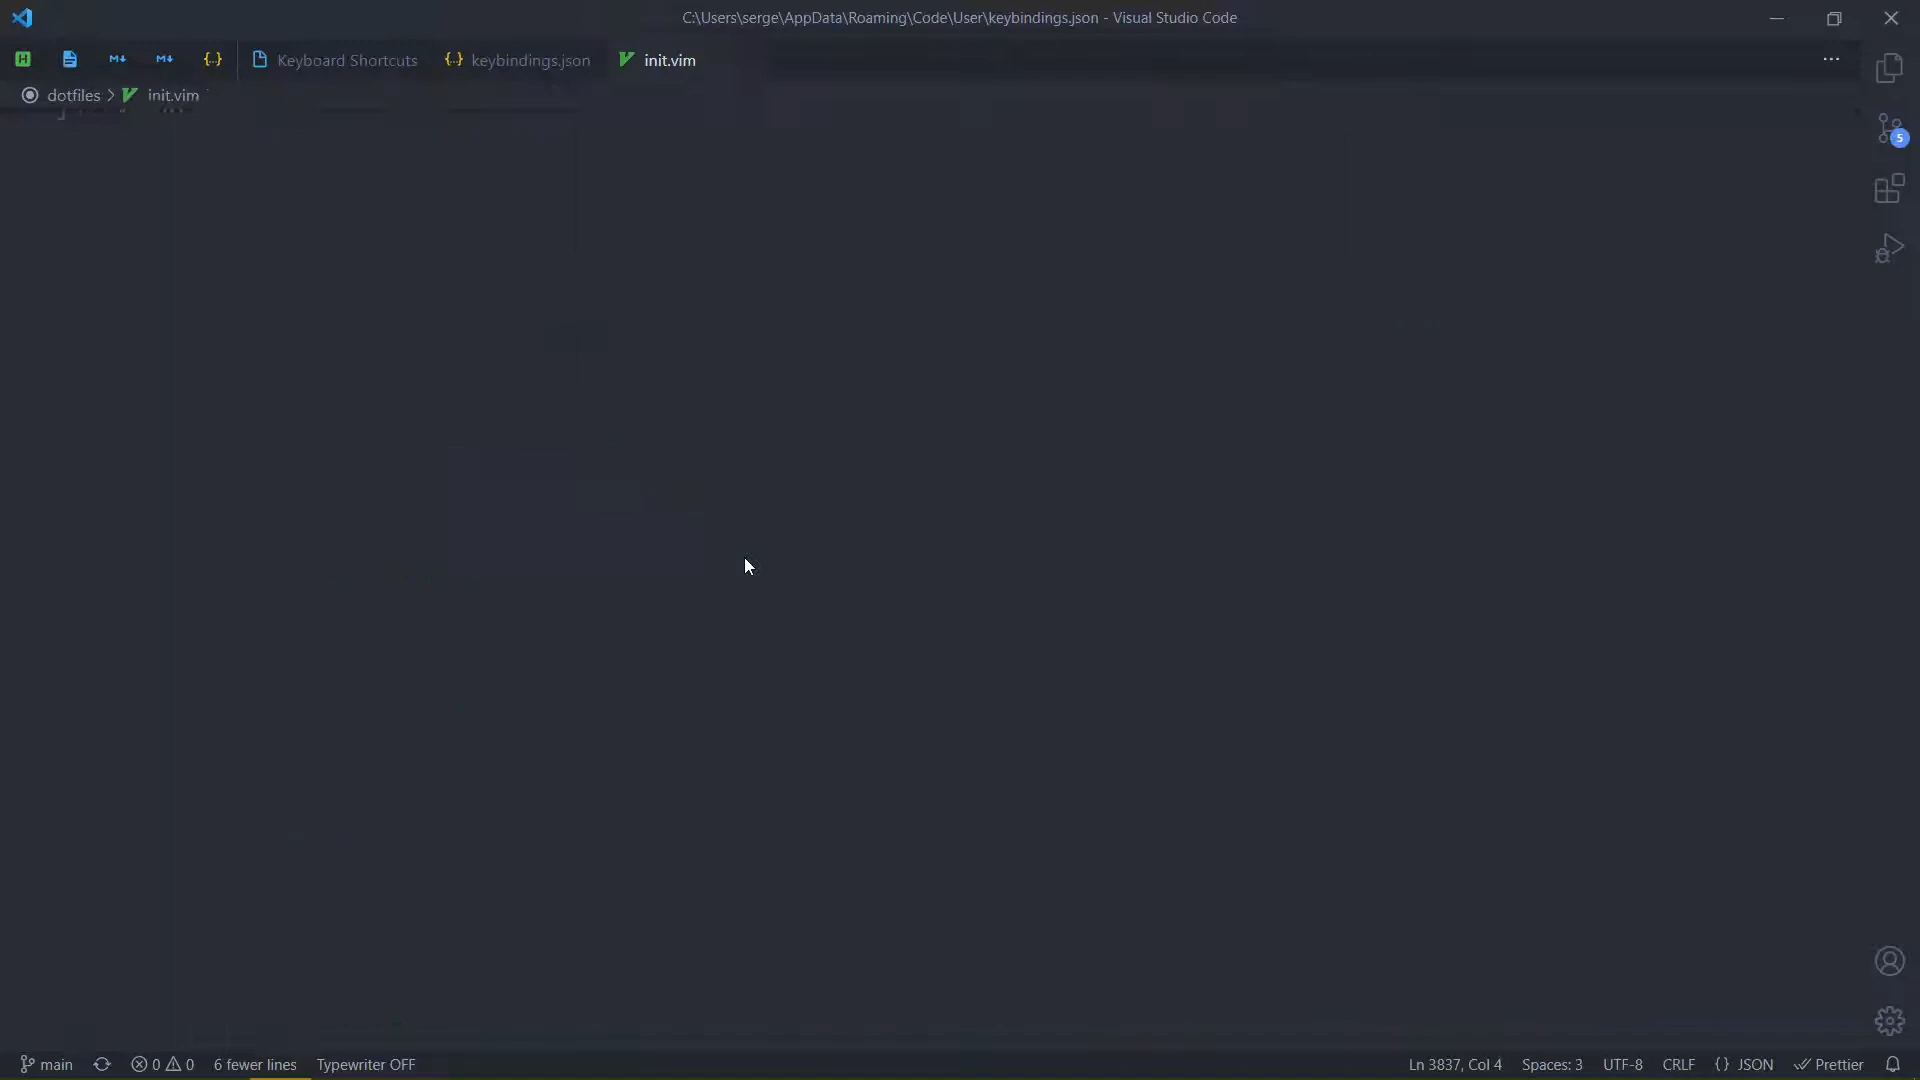 C:\Users\serge\AppData\Roaming\Code\User\keybindings.json - Visual Studio Code
Keyboard Shortcuts {..} keybindings.json init.vim ...
dotfiles > init.vim
5
main 0 0 6 fewer lines Typewriter OFF Ln 3837, Col 4 Spaces: 3 UTF-8 CRLF {} JSON Prettier